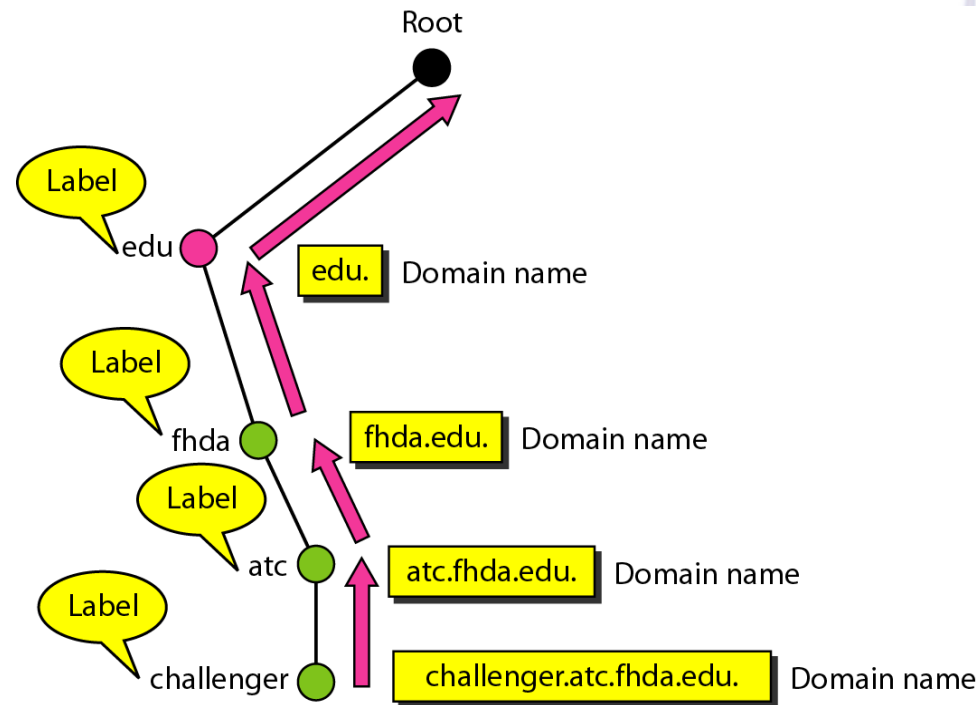 Root
Label
edu
edu. Domain name
Label
fhda
fhda.edu. Domain name
Label
atc
atc.fhda.edu. Domain name
Label
challenger
challenger.atc.fhda.edu. Domain name